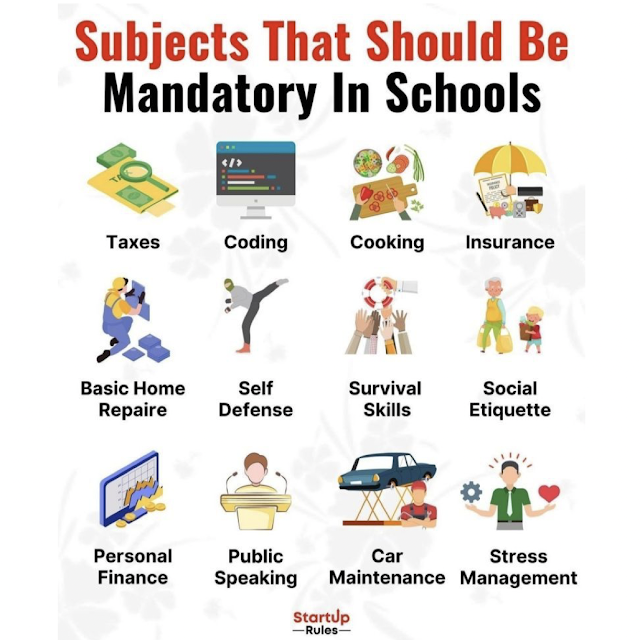 Subjects That Should Be
Mandatory In Schools
Taxes
Coding
Cooking
Insurance
Basic Home
Repaire
Self
Defense
Survival
Skills
Social
Etiquette
Personal
Finance
Public
Speaking
Car
Maintenance
Stress
Management
StartUp
Rules